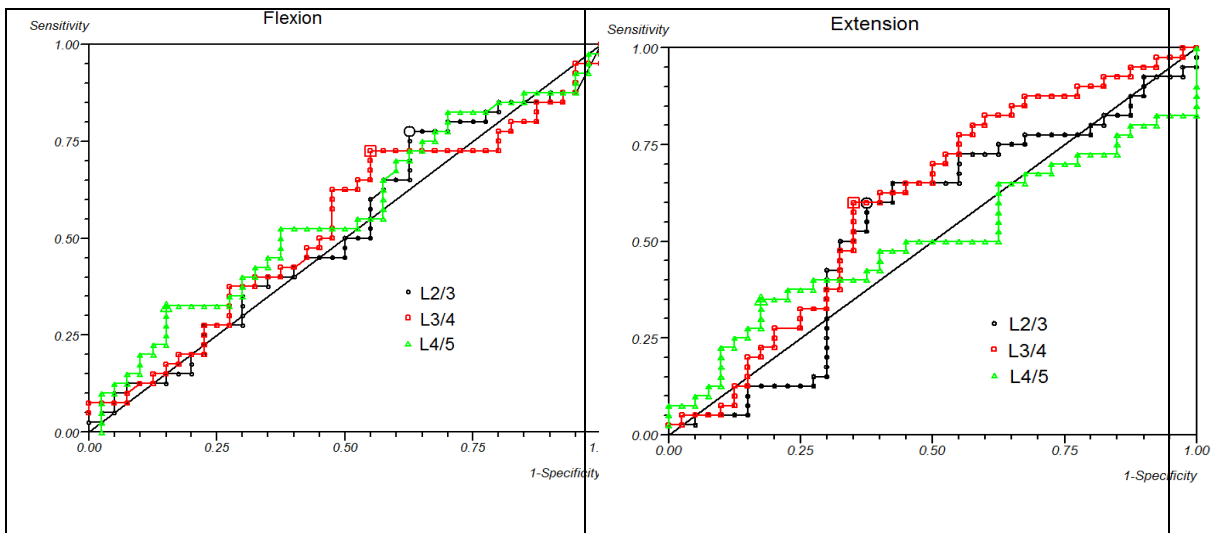 Flexion
Sensitivity
1.00
0.75
0.50
0.25
0.00
L2/3
L3/4
L4/5
0.00 0.25 0.50 0.75 1.
1-Specificity
Extension
Sensitivity
1.00
0.75
0.50
0.25
0.00
L2/3
L3/4
L4/5
0.00 0.25 0.50 0.75 1.00
1-Specificity